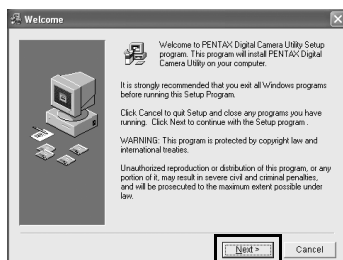 Welcome
Welcome to PENTAX Digital Camera Utility Setup
program. This program will install PENTAX Digital
Camera Utility on your computer.
It is strongly recommended that you exit all Windows programs
before running this Setup Program.
Click Cancel to quit Setup and close any programs you have
running. Click Next to continue with the Setup program .
WARNING: This program is protected by copyright law and
international treaties.
Unauthorized reproduction or distribution of this program, or any
portion of it, may result in severe civil and criminal penalties,
and will be prosecuted to the maximum extent possible under
law.
Next > Cancel